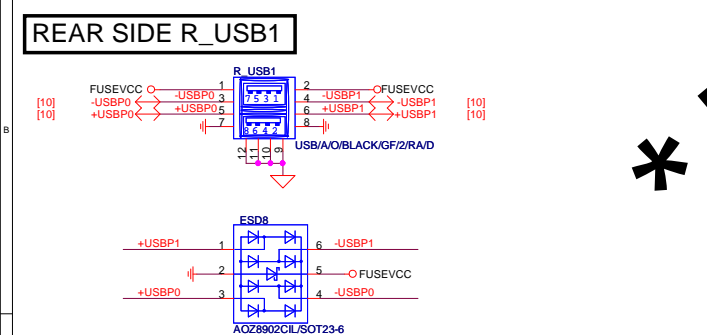 REAR SIDE R_USB1
R_USB1
FUSEVCC 1 2 FUSEVCC
[10] -USBP0 -USBP0 3 7 5 3 1 4 -USBP1 -USBP1 [10]
[10] +USBP0 +USBP0 5 6 +USBP1 +USBP1 [10]
7 8 6 4 2 8
B
USB/A/O/BLACK/GF/2/RA/D
12 11 10 9
ESD8
+USBP1 1 6 -USBP1
2 5 FUSEVCC
+USBP0 3 4 -USBP0
AOZ8902CIL/SOT23-6
*